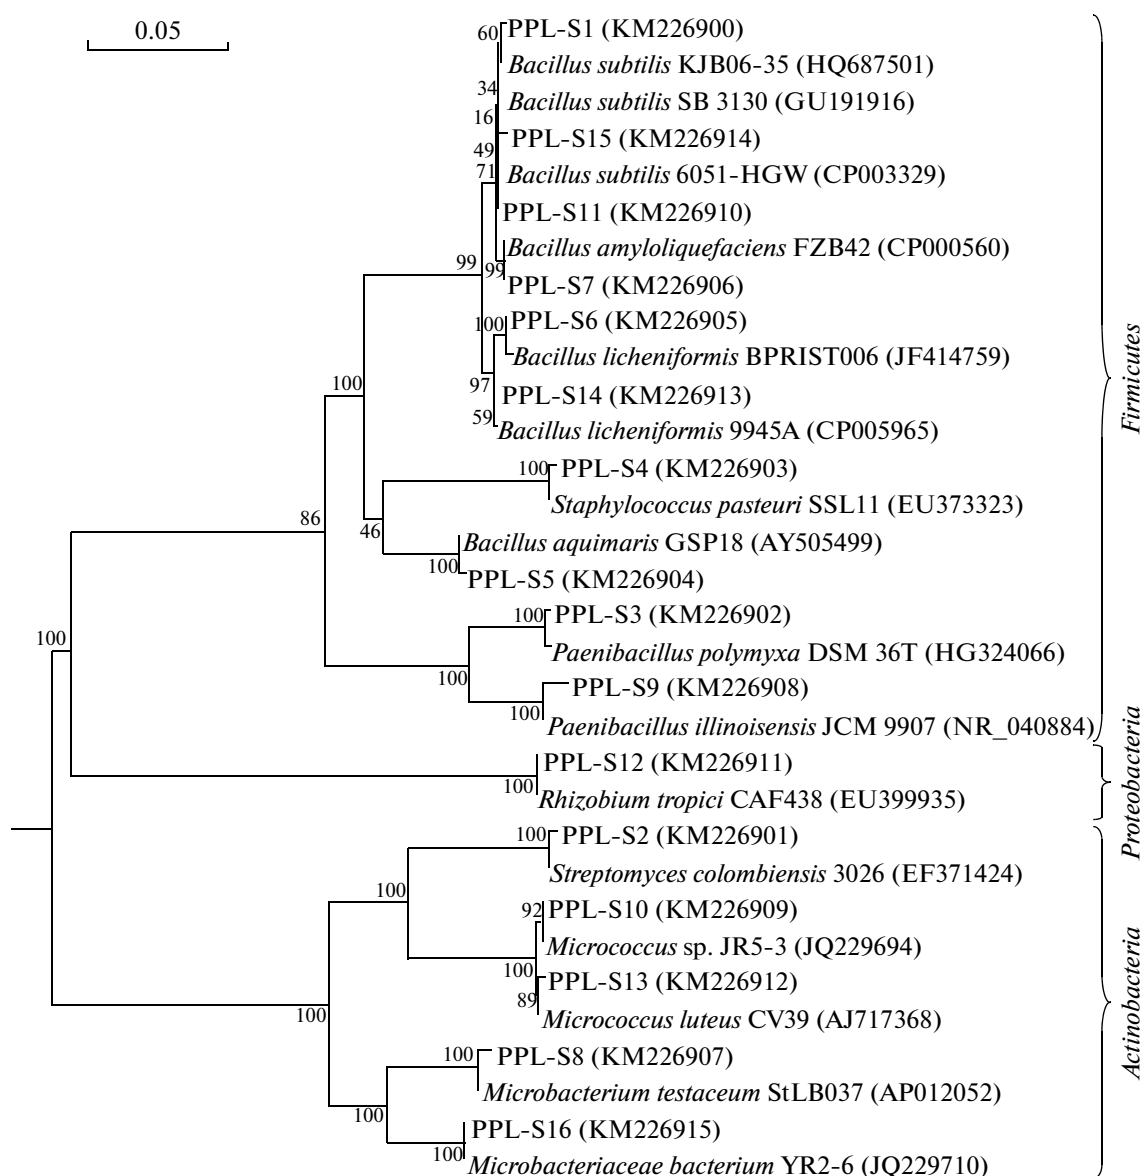 0.05
60
PPL-S1 (KM226900)
Bacillus subtilis KJB06-35 (HQ687501)
34
Bacillus subtilis SB 3130 (GU191916)
16
PPL-S15 (KM226914)
49
71
Bacillus subtilis 6051-HGW (CP003329)
PPL-S11 (KM226910)
Bacillus amyloliquefaciens FZB42 (CP000560)
99
99
PPL-S7 (KM226906)
100
PPL-S6 (KM226905)
Bacillus licheniformis BPRIST006 (JF414759)
Firmicutes
100
97
PPL-S14 (KM226913)
59
Bacillus licheniformis 9945A (CP005965)
100
PPL-S4 (KM226903)
Staphylococcus pasteuri SSL11 (EU373323)
86
46
Bacillus aquimaris GSP18 (AY505499)
100
PPL-S5 (KM226904)
100
PPL-S3 (KM226902)
100
Paenibacillus polymyxa DSM 36T (HG324066)
100
PPL-S9 (KM226908)
100
Paenibacillus illinoisensis JCM 9907 (NR_040884)
PPL-S12 (KM226911)
100
Rhizobium tropici CAF438 (EU399935)
Proteobacteria
100
PPL-S2 (KM226901)
Streptomyces colombiensis 3026 (EF371424)
100
92
PPL-S10 (KM226909)
Micrococcus sp. JR5-3 (JQ229694)
100
PPL-S13 (KM226912)
89
Micrococcus luteus CV39 (AJ717368)
Actinobacteria
100
100
PPL-S8 (KM226907)
Microbacterium testaceum StLB037 (AP012052)
100
PPL-S16 (KM226915)
100
Microbacteriaceae bacterium YR2-6 (JQ229710)